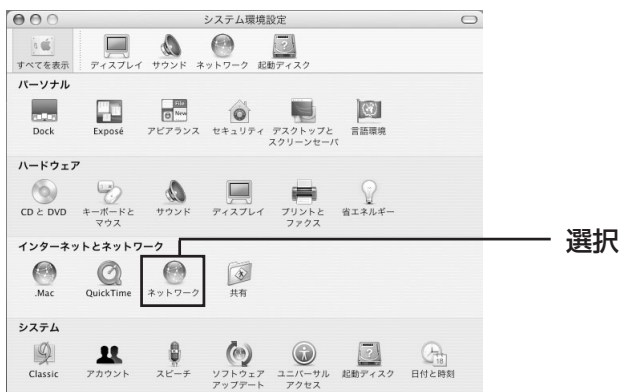 システム環境設定
すべてを表示 ディスプレイ サウンド ネットワーク 起動ディスク
パーソナル
File
New
Dock Exposé アピアランス セキュリティ デスクトップと 言語環境
スクリーンセーバ
ハードウェア
CD と DVD キーボードと サウンド ディスプレイ プリントと 省エネルギー
マウス ファクス
インターネットとネットワーク
選択
.Mac QuickTime ネットワーク 共有
システム
18
Classic アカウント スピーチ ソフトウェア ユニバーサル 起動ディスク 日付と時刻
アップデート アクセス